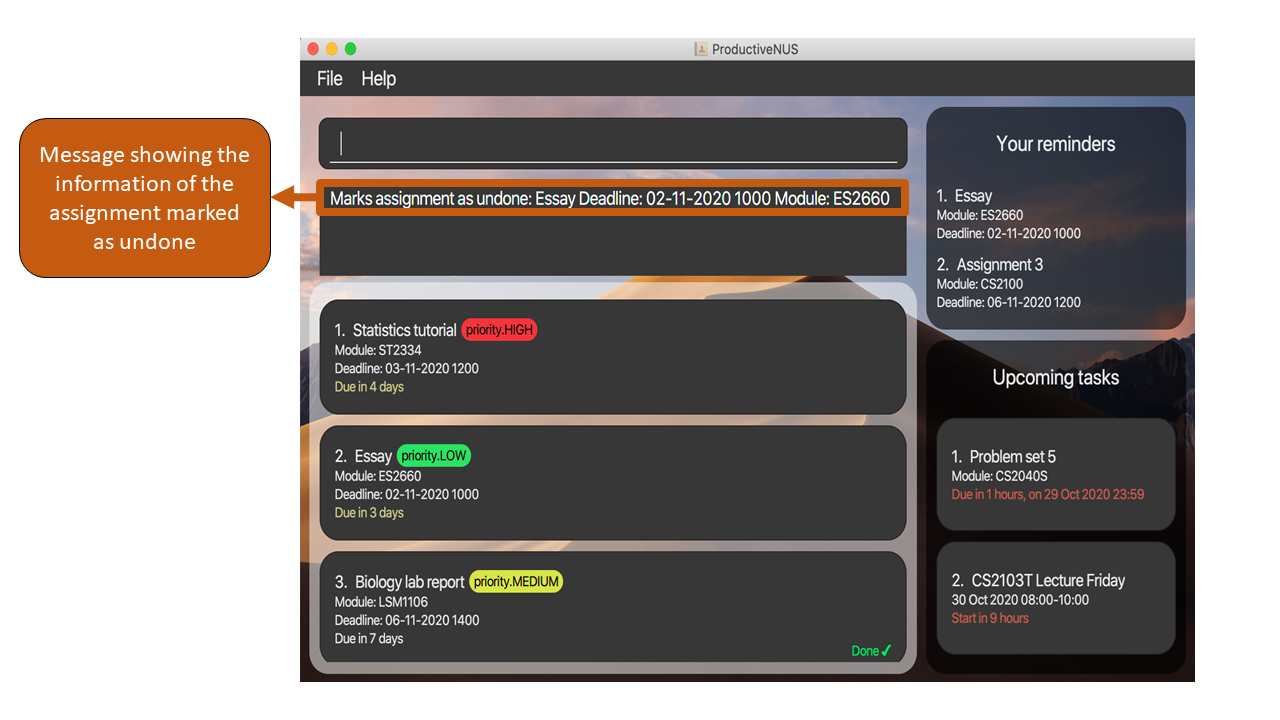 ProductiveNUS
File Help
Message showing the
information of the
assignment marked
as undone
Marks assignment as undone: Essay Deadline: 02-11-2020 1000 Module: ES2660
1. Statistics tutorial priority.HIGH
Module: ST2334
Deadline: 03-11-2020 1200
Due in 4 days
2. Essay priority.LOW
Module: ES2660
Deadline: 02-11-2020 1000
Due in 3 days
3. Biology lab report priority.MEDIUM
Module: LSM1106
Deadline: 06-11-2020 1400
Due in 7 days
Done ✓
Your reminders
1. Essay
Module: ES2660
Deadline: 02-11-2020 1000
2. Assignment 3
Module: CS2100
Deadline: 06-11-2020 1200
Upcoming tasks
1. Problem set 5
Module: CS2040S
Due in 1 hours, on 29 Oct 2020 23:59
2. CS2103T Lecture Friday
30 Oct 2020 08:00-10:00
Start in 9 hours